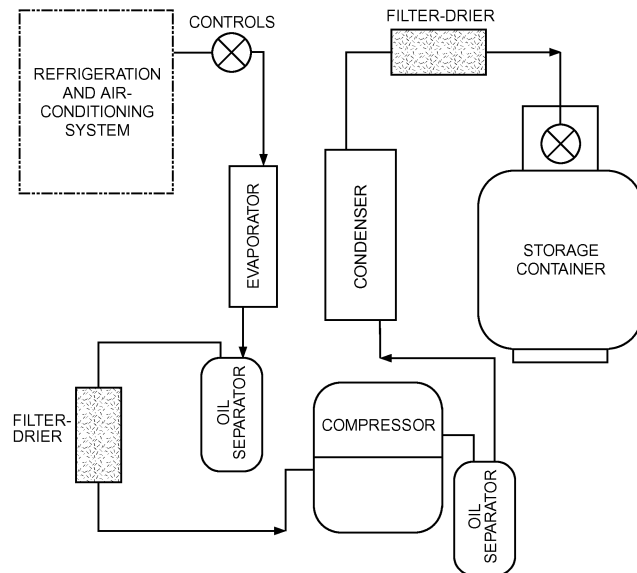 CONTROLS
REFRIGERATION
AND AIR-
CONDITIONING
SYSTEM
EVAPORATOR
FILTER-DRIER
CONDENSER
STORAGE
CONTAINER
OIL
SEPARATOR
FILTER-
DRIER
COMPRESSOR
OIL
SEPARATOR